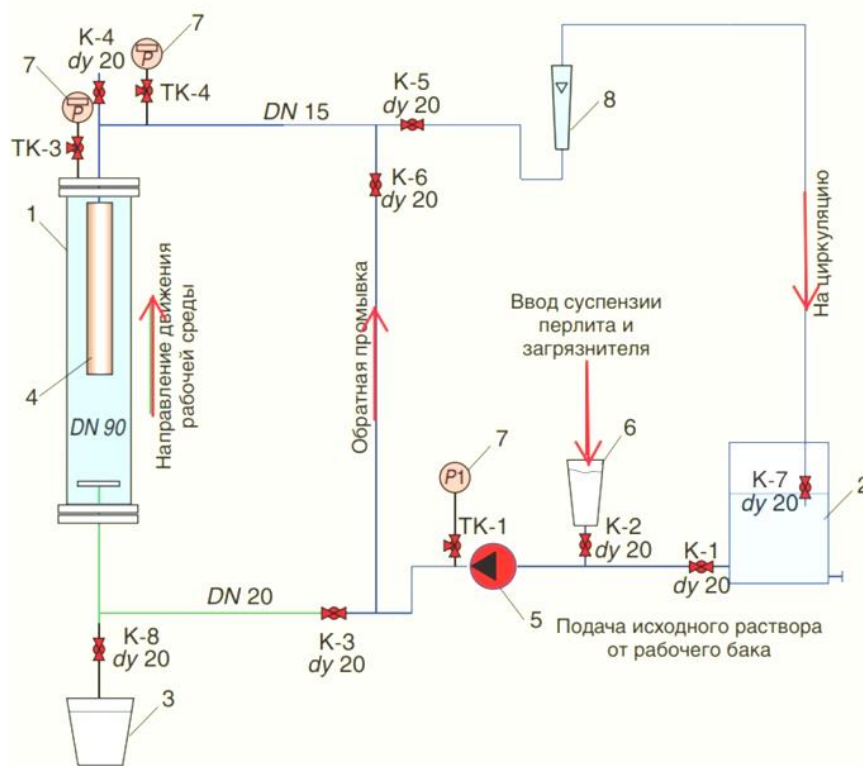 7
К-4
dy 20
7
P
P
ТК-4
ТК-3
DN 15
К-5
dy 20
8
К-6
dy 20
1
4
DN 90
Направление движения
рабочей среды
Обратная промывка
Ввод суспензии
перлита и
загрязнителя
На циркуляцию
7
P1
6
ТК-1
К-2
dy 20
К-1
dy 20
К-7
dy 20
2
DN 20
К-3
dy 20
5
Подача исходного раствора
от рабочего бака
К-8
dy 20
3